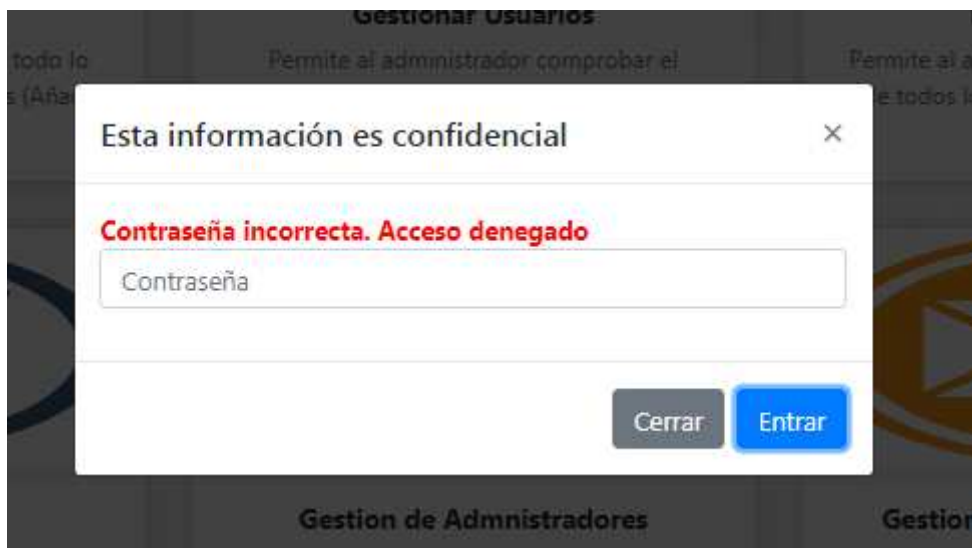 Gestionar Usuarios
todo lo
Permite al administrador comprobar el
Permite al a
s (Aña
e todos l
Esta información es confidencial
×
Contraseña incorrecta. Acceso denegado
Contraseña
Cerrar
Entrar
Gestion de Admnistradores
Gestion